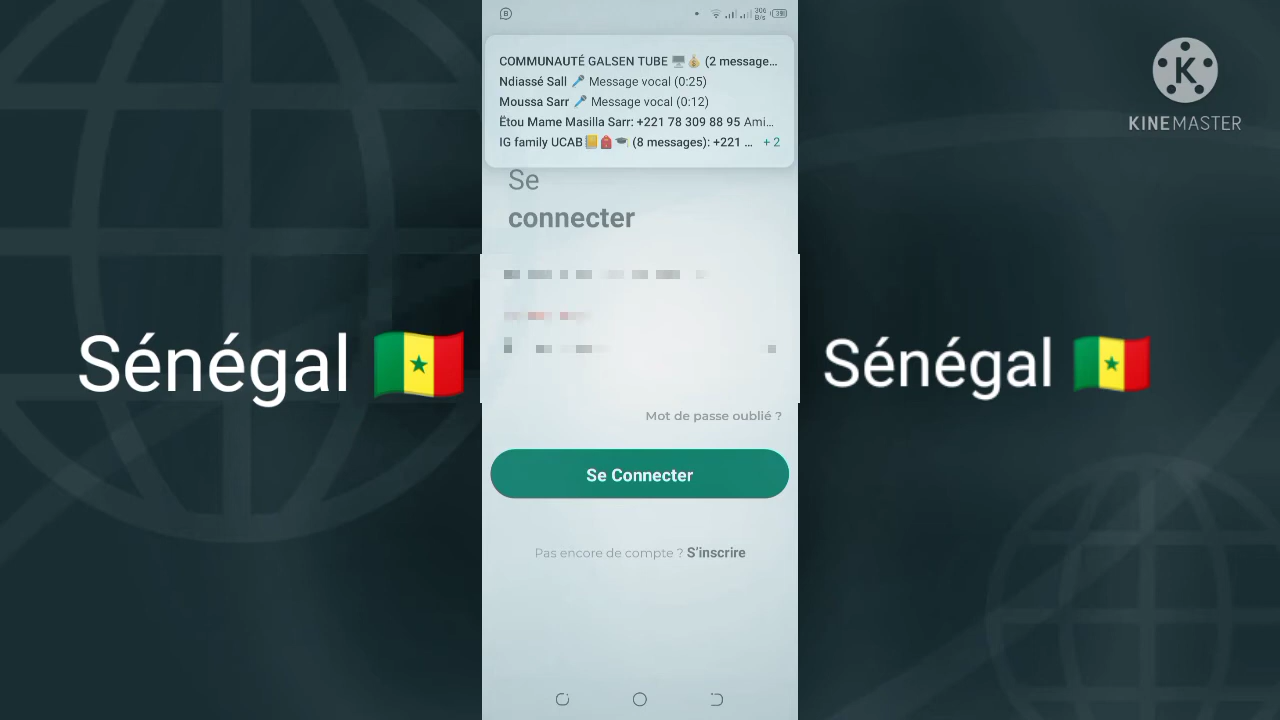 306
B/s
COMMUNAUTÉ GALSEN TUBE 🖥️💰 (2 message…
Ndiassé Sall 🎤 Message vocal (0:25)
Moussa Sarr 🎤 Message vocal (0:12)
Ëtou Mame Masilla Sarr: +221 78 309 88 95 Ami…
IG family UCAB📒🎒🎓 (8 messages): +221 … + 2
KINEMASTER
Se
connecter
Sénégal 🇸🇳
Sénégal 🇸🇳
Mot de passe oublié ?
Se Connecter
Pas encore de compte ? S'inscrire